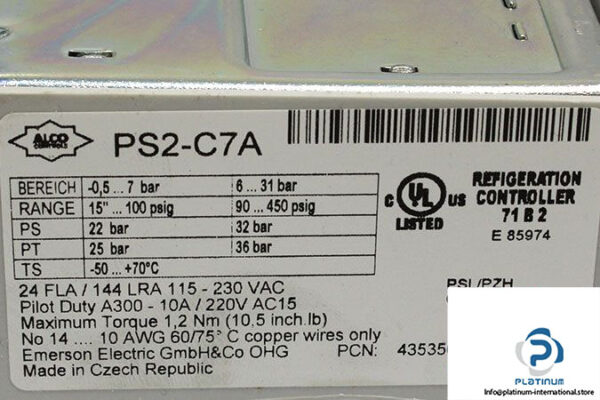 ALCO
CONTROLS
PS2-C7A
BEREICH -0,5 ... 7 bar 6 ... 31 bar
RANGE 15" ... 100 psig 90 ... 450 psig
PS 22 bar 32 bar
PT 25 bar 36 bar
TS -50 ... +70°C
C UL US
LISTED
REFIGERATION
CONTROLLER
71 B 2
E 85974
24 FLA / 144 LRA 115 - 230 VAC
Pilot Duty A300 - 10A / 220V AC15
Maximum Torque 1,2 Nm (10,5 inch.lb)
No 14 .... 10 AWG 60/75° C copper wires only
Emerson Electric GmbH&Co OHG
Made in Czech Republic
PSL/PZH
PCN: 43535
PLATINUM
Info@platinum-international.store